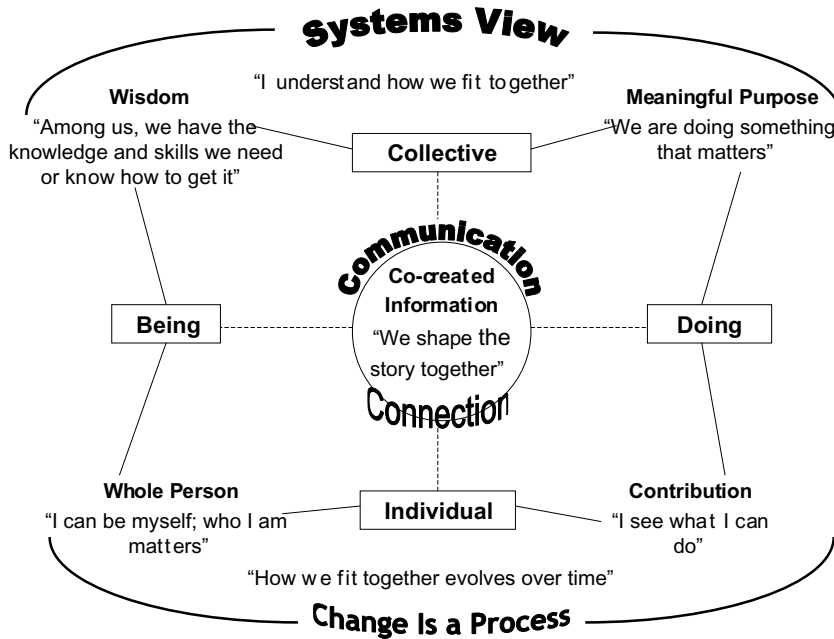 Systems View
“I understand how we fit together”
Wisdom
“Among us, we have the
knowledge and skills we need
or know how to get it”
Meaningful Purpose
“We are doing something
that matters”
Collective
Communication
Co-created
Information
“We shape the
story together”
Connection
Being
Doing
Whole Person
“I can be myself; who I am
matters”
Individual
Contribution
“I see what I can
do”
“How we fit together evolves over time”
Change Is a Process